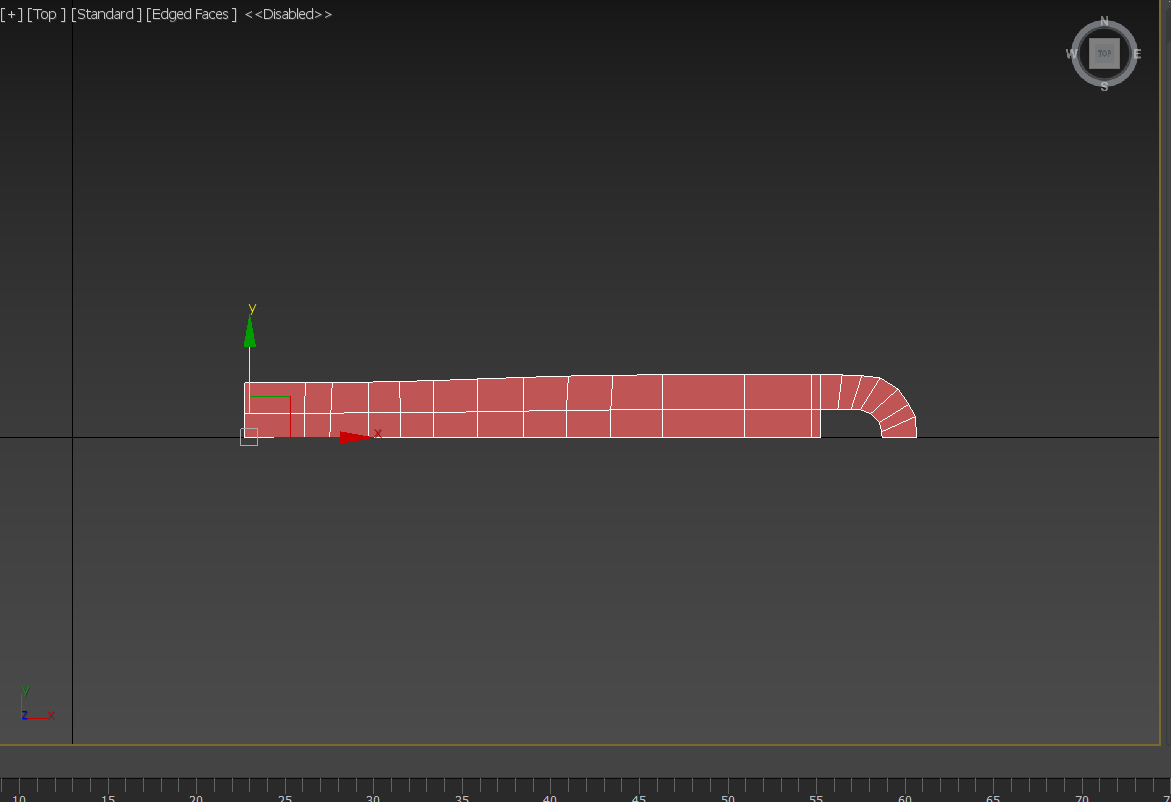 [+] [Top ] [Standard ] [Edged Faces ] <<Disabled>>
N
W TOP E
S
y
x
y
z x
10 15 20 25 30 35 40 45 50 55 60 65 70